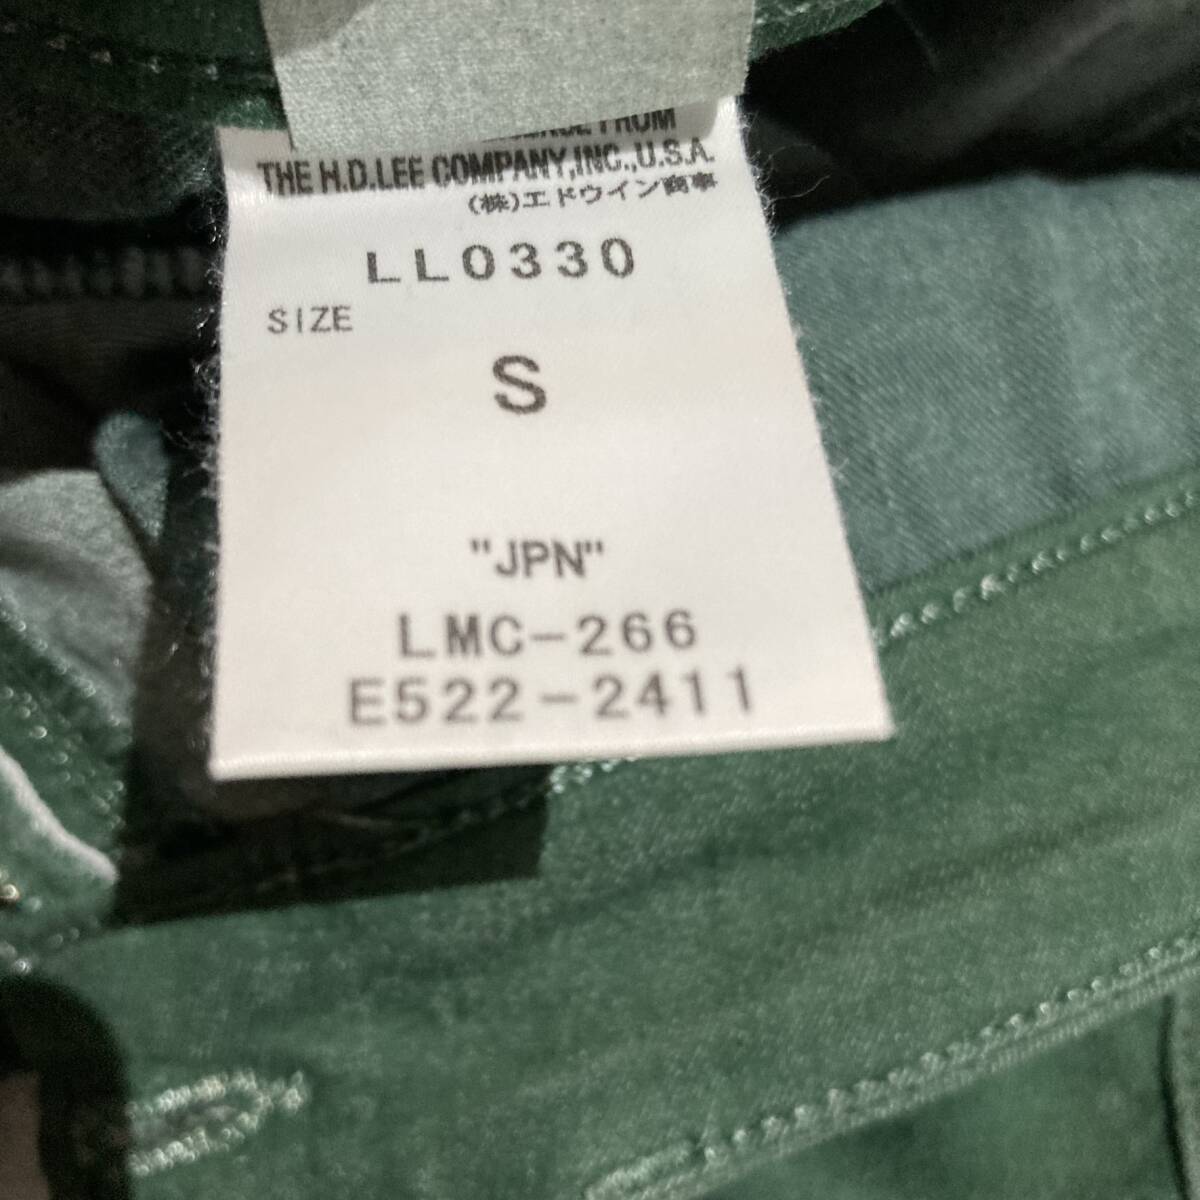 FROM
THE H.D.LEE COMPANY,INC.,U.S.A.
(株)エドウイン商事
LL0330
SIZE
S
"JPN"
LMC-266
E522-2411